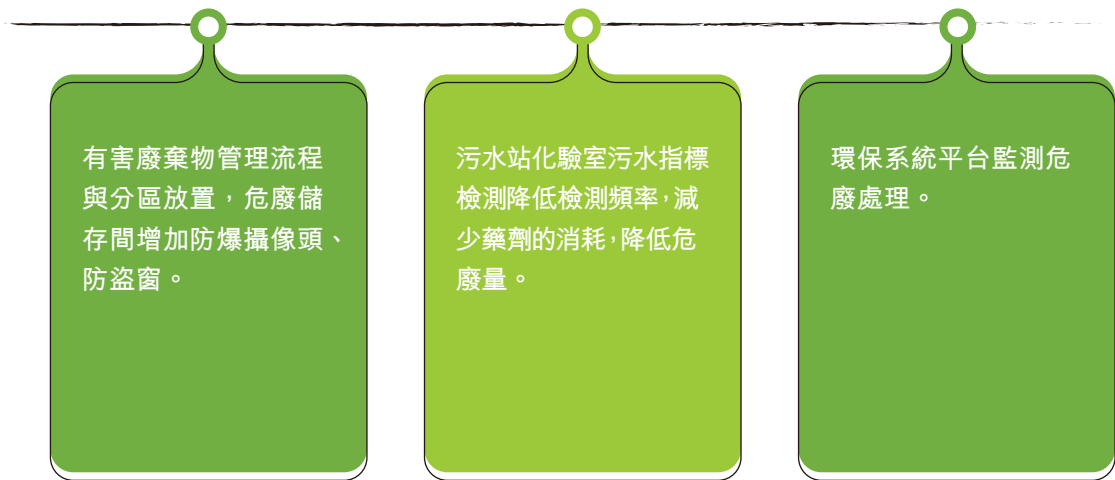 有害廢棄物管理流程
與分區放置，危廢儲
存間增加防爆攝像頭、
防盜窗。
污水站化驗室污水指標
檢測降低檢測頻率，減
少藥劑的消耗，降低危
廢量。
環保系統平台監測危
廢處理。